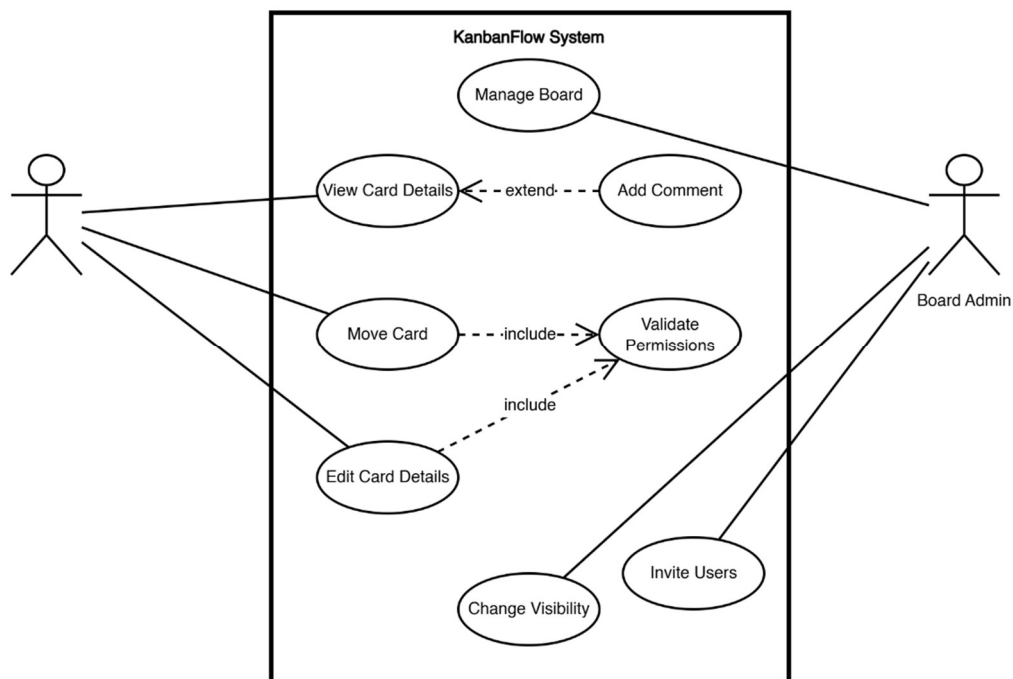 KanbanFlow System
Manage Board
View Card Details
extend
Add Comment
Board Admin
Move Card
include
Validate
Permissions
include
Edit Card Details
Invite Users
Change Visibility